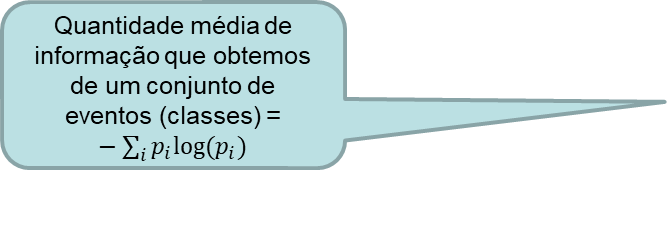 Quantidade média de
informação que obtemos
de um conjunto de
eventos (classes) =
− ∑ᵢ 𝑝ᵢ log(𝑝ᵢ)